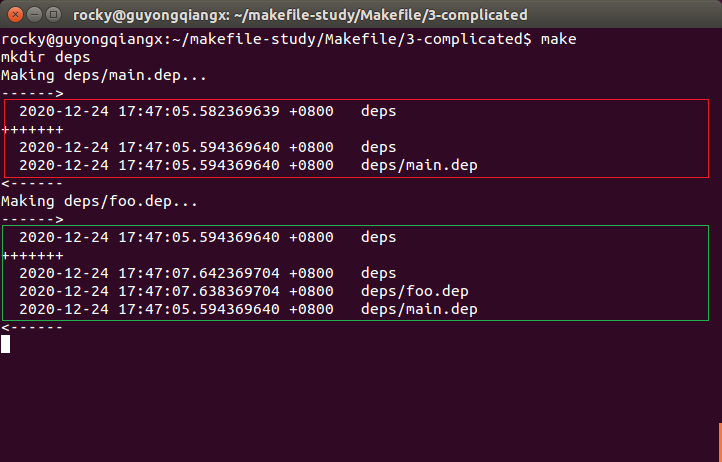 rocky@guyongqiangx: ~/makefile-study/Makefile/3-complicated
rocky@guyongqiangx:~/makefile-study/Makefile/3-complicated$ make
mkdir deps
Making deps/main.dep...
------>
  2020-12-24 17:47:05.582369639 +0800   deps
+++++++
  2020-12-24 17:47:05.594369640 +0800   deps
  2020-12-24 17:47:05.594369640 +0800   deps/main.dep
<------
Making deps/foo.dep...
------>
  2020-12-24 17:47:05.594369640 +0800   deps
+++++++
  2020-12-24 17:47:07.642369704 +0800   deps
  2020-12-24 17:47:07.638369704 +0800   deps/foo.dep
  2020-12-24 17:47:05.594369640 +0800   deps/main.dep
<------